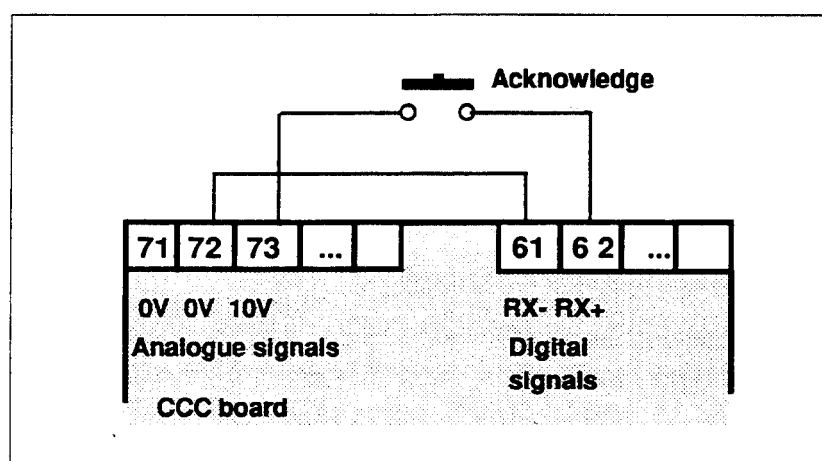 Acknowledge
71 72 73 ... 61 6 2 ...
0V 0V 10V RX- RX+
Analogue signals Digital
signals
CCC board